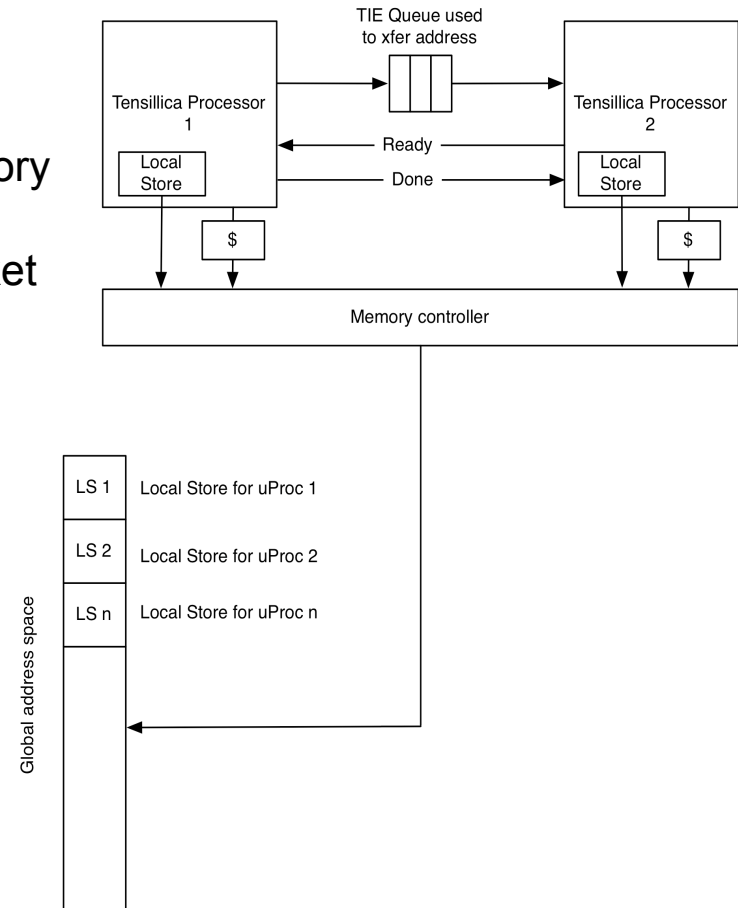 TIE Queue used
to xfer address
Tensillica Processor
1
Tensillica Processor
2
Ready
Done
Local
Store
Local
Store
$
$
Memory controller
LS 1
Local Store for uProc 1
LS 2
Local Store for uProc 2
LS n
Local Store for uProc n
Global address space